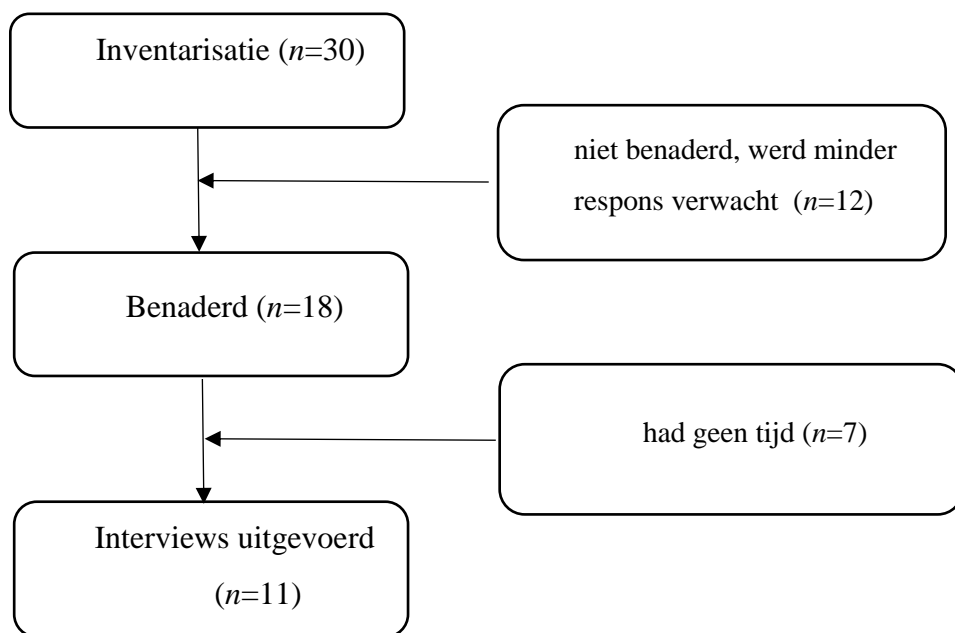 Inventarisatie (n=30)
niet benaderd, werd minder
respons verwacht (n=12)
Benaderd (n=18)
had geen tijd (n=7)
Interviews uitgevoerd
(n=11)